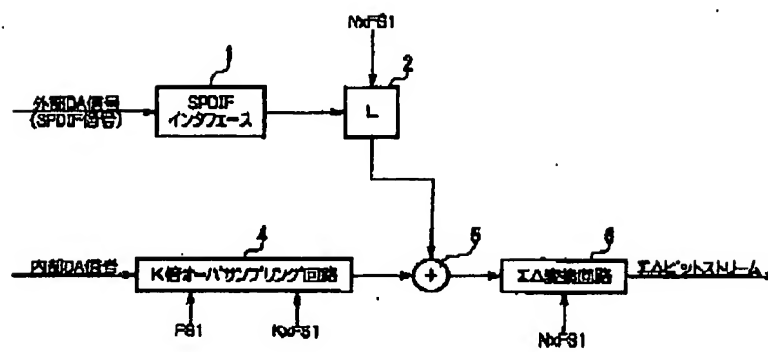 NxFS1
1
2
外部DA信号
(SPDIF信号)
SPDIF
インタフェース
L
4
5
6
内部DA信号
K倍オーバサンプリング回路
+
ΣΔ変換回路
ΣΔビットストリーム
FS1
KxFS1
NxFS1